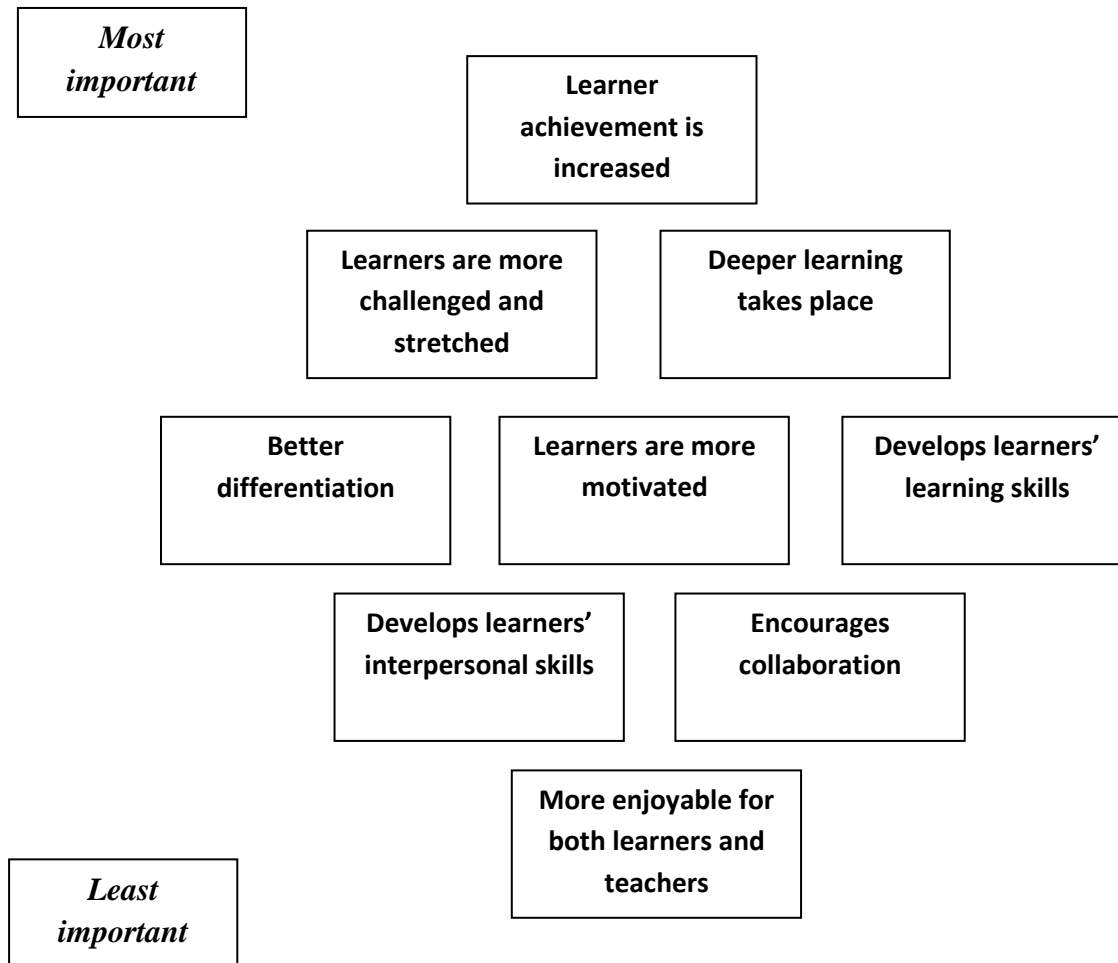 Most
important
Learner
achievement is
increased
Learners are more
challenged and
stretched
Deeper learning
takes place
Better
differentiation
Learners are more
motivated
Develops learners’
learning skills
Develops learners’
interpersonal skills
Encourages
collaboration
More enjoyable for
both learners and
teachers
Least
important